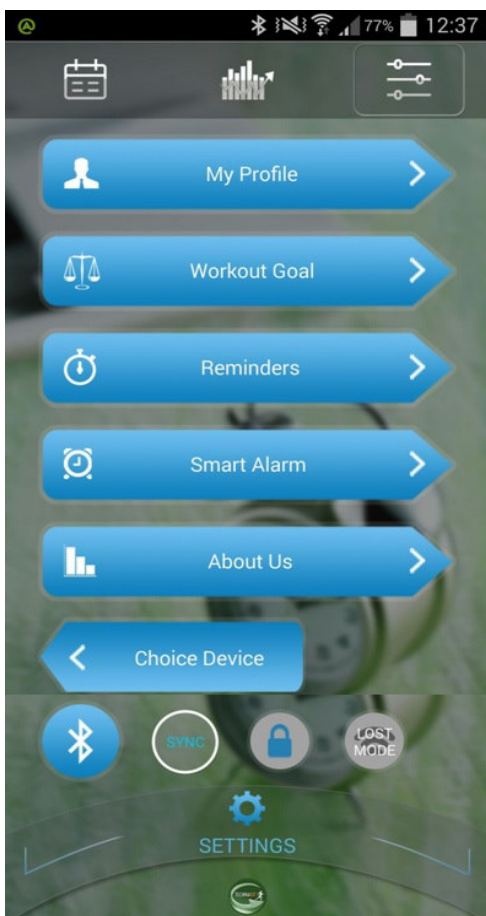 77% 12:37
My Profile
Workout Goal
Reminders
Smart Alarm
About Us
Choice Device
SYNC
LOST
MODE
SETTINGS